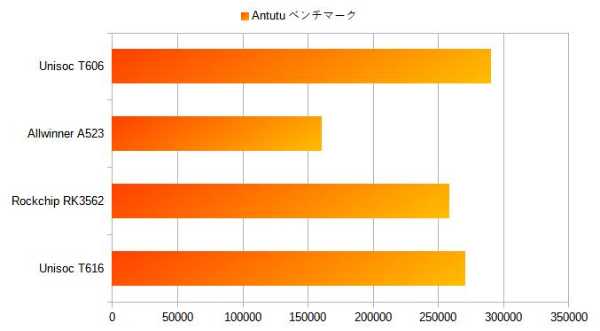 Antutu ベンチマーク
Unisoc T606
Allwinner A523
Rockchip RK3562
Unisoc T616
0 50000 100000 150000 200000 250000 300000 350000